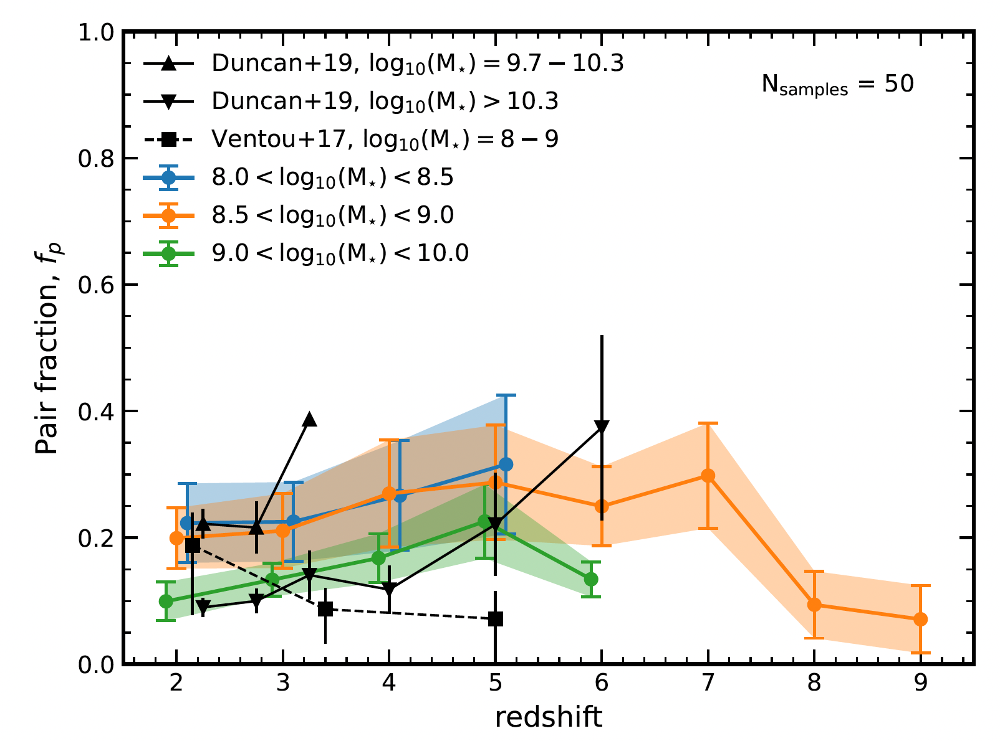 1.0
0.8
0.6
0.4
0.2
0.0
Pair fraction, f_p
Duncan+19, log₁₀(M⋆) = 9.7 − 10.3
Duncan+19, log₁₀(M⋆) > 10.3
Ventou+17, log₁₀(M⋆) = 8 − 9
8.0 < log₁₀(M⋆) < 8.5
8.5 < log₁₀(M⋆) < 9.0
9.0 < log₁₀(M⋆) < 10.0
N_samples = 50
2 3 4 5 6 7 8 9
redshift